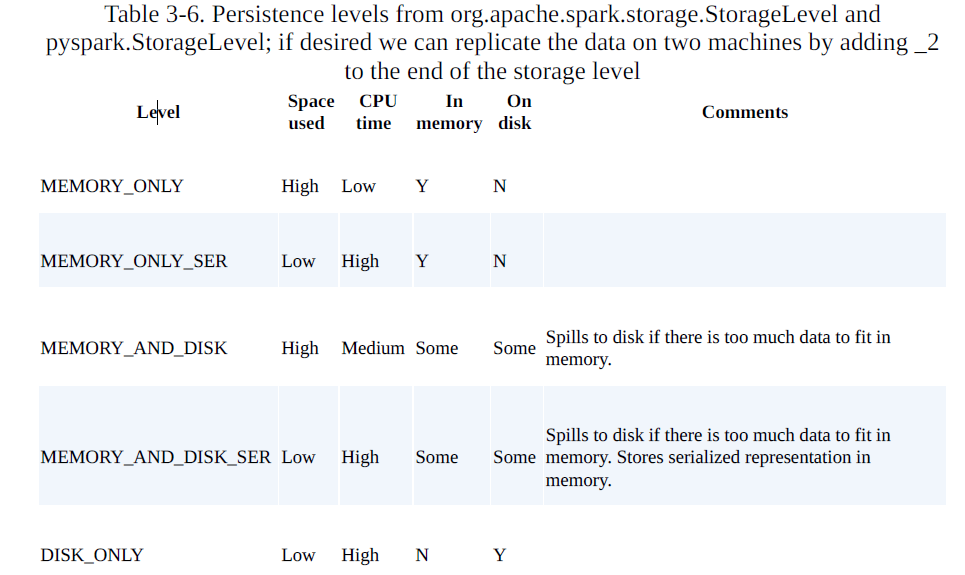 Table 3-6. Persistence levels from org.apache.spark.storage.StorageLevel and
pyspark.StorageLevel; if desired we can replicate the data on two machines by adding _2
to the end of the storage level
Level Space used CPU time In memory On disk Comments
MEMORY_ONLY High Low Y N
MEMORY_ONLY_SER Low High Y N
MEMORY_AND_DISK High Medium Some Some Spills to disk if there is too much data to fit in
memory.
MEMORY_AND_DISK_SER Low High Some Some Spills to disk if there is too much data to fit in
memory. Stores serialized representation in
memory.
DISK_ONLY Low High N Y